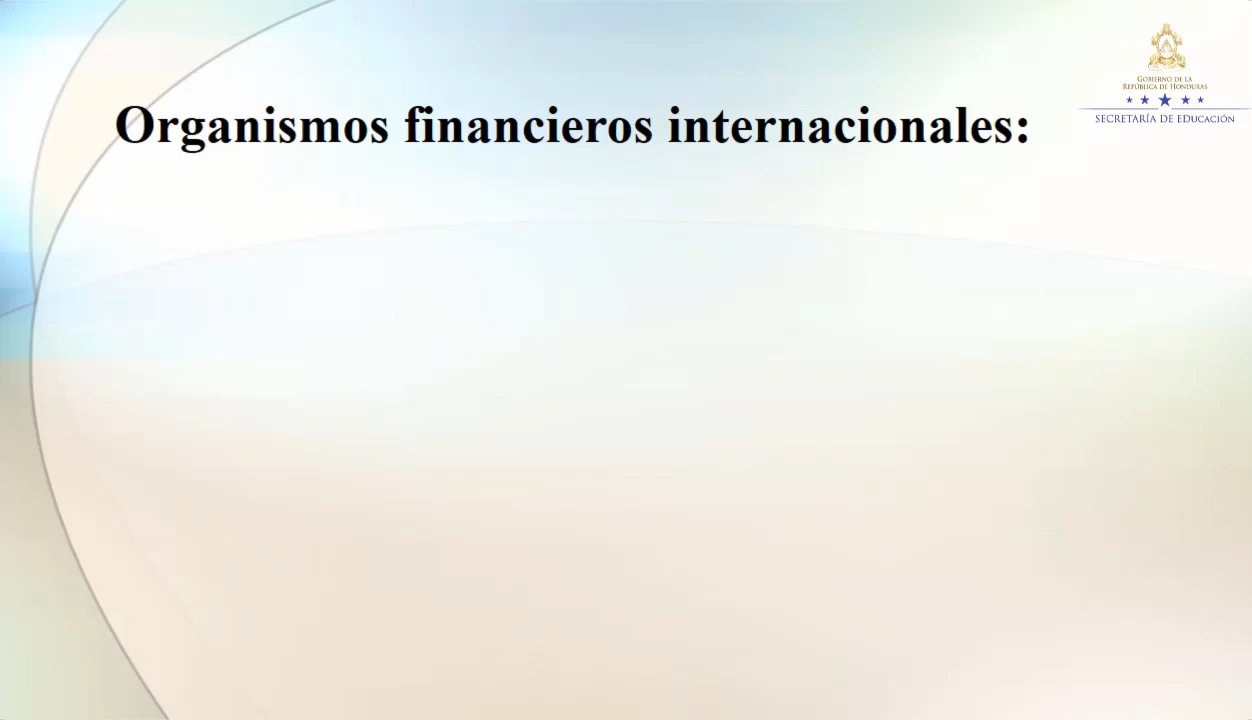 Organismos financieros internacionales:
GOBIERNO DE LA
REPÚBLICA DE HONDURAS
SECRETARÍA DE EDUCACIÓN